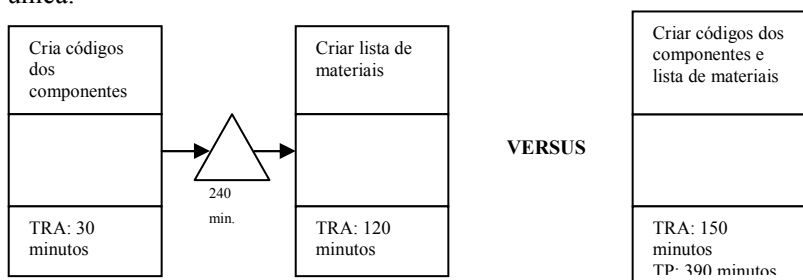 única.
Cria códigos
dos
componentes
TRA: 30
minutos
240
min.
Criar lista de
materiais
TRA: 120
minutos
VERSUS
Criar códigos dos
componentes e
lista de materiais
TRA: 150
minutos
TP: 390 minutos